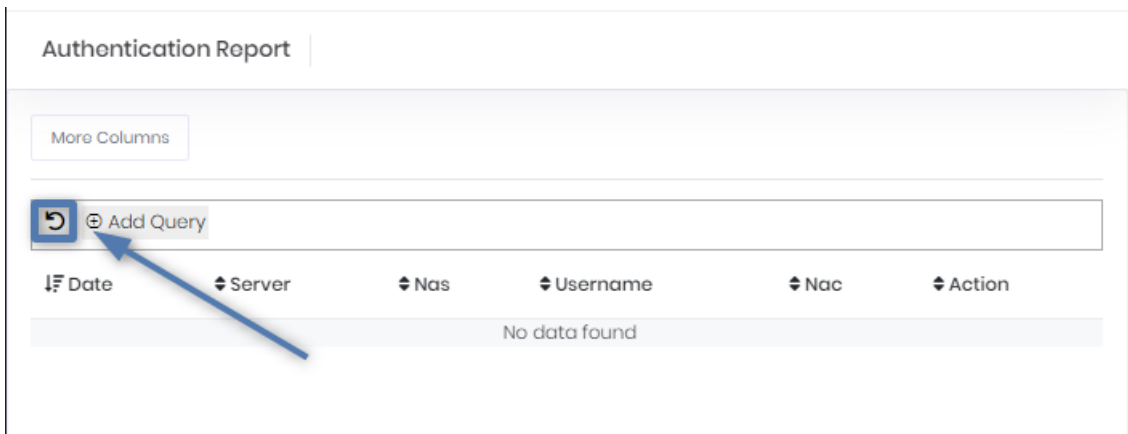 Authentication Report
More Columns
Add Query
Date Server Nas Username Nac Action
No data found